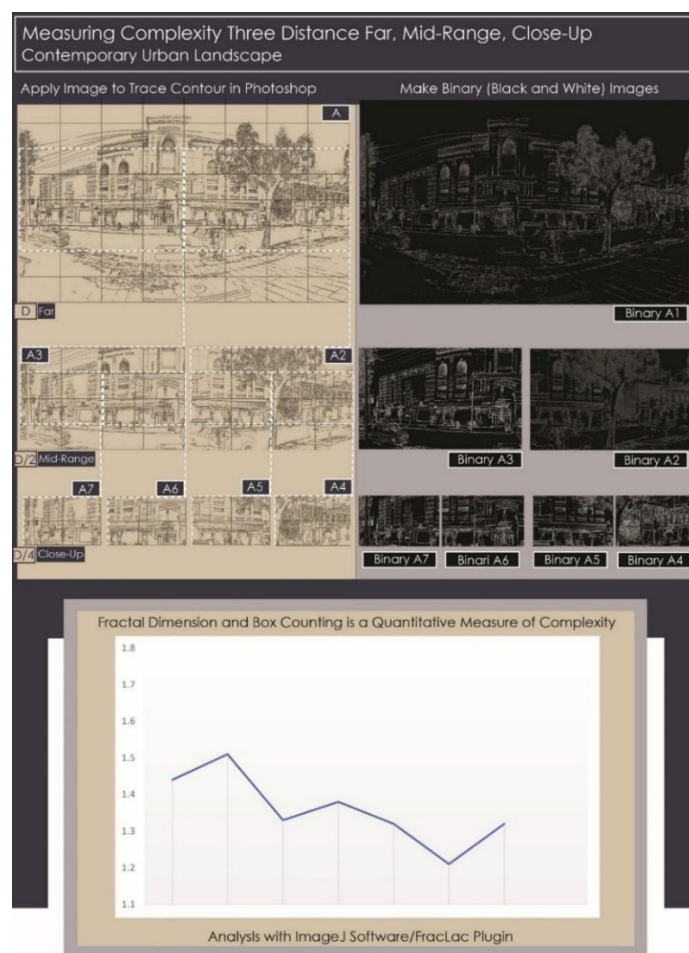 Measuring Complexity Three Distance Far, Mid-Range, Close-Up
Contemporary Urban Landscape
Apply Image to Trace Contour in Photoshop
Make Binary (Black and White) Images
A
D Far
Binary A1
A3
A2
D/2 Mid-Range
Binary A3
Binary A2
A7
A6
A5
A4
D/4 Close-Up
Binary A7
Binari A6
Binary A5
Binary A4
Fractal Dimension and Box Counting is a Quantitative Measure of Complexity
1.8
1.7
1.6
1.5
1.4
1.3
1.2
1.1
Analysis with ImageJ Software/FracLac Plugin